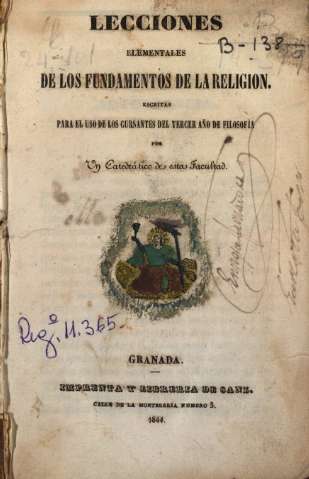 LECCIONES
ELEMENTALES
B-138
DE LOS FUNDAMENTOS DE LA RELIGION.
ESCRITAS
PARA EL USO DE LOS CURSANTES DEL TERCER AÑO DE FILOSOFÍA
POR
Un Catedrático de esta Facultad.
Reg.º 11.365.
GRANADA.
IMPRENTA Y LIBRERIA DE SANZ.
CALLE DE LA MONTERERÍA NUMERO 3.
1844.